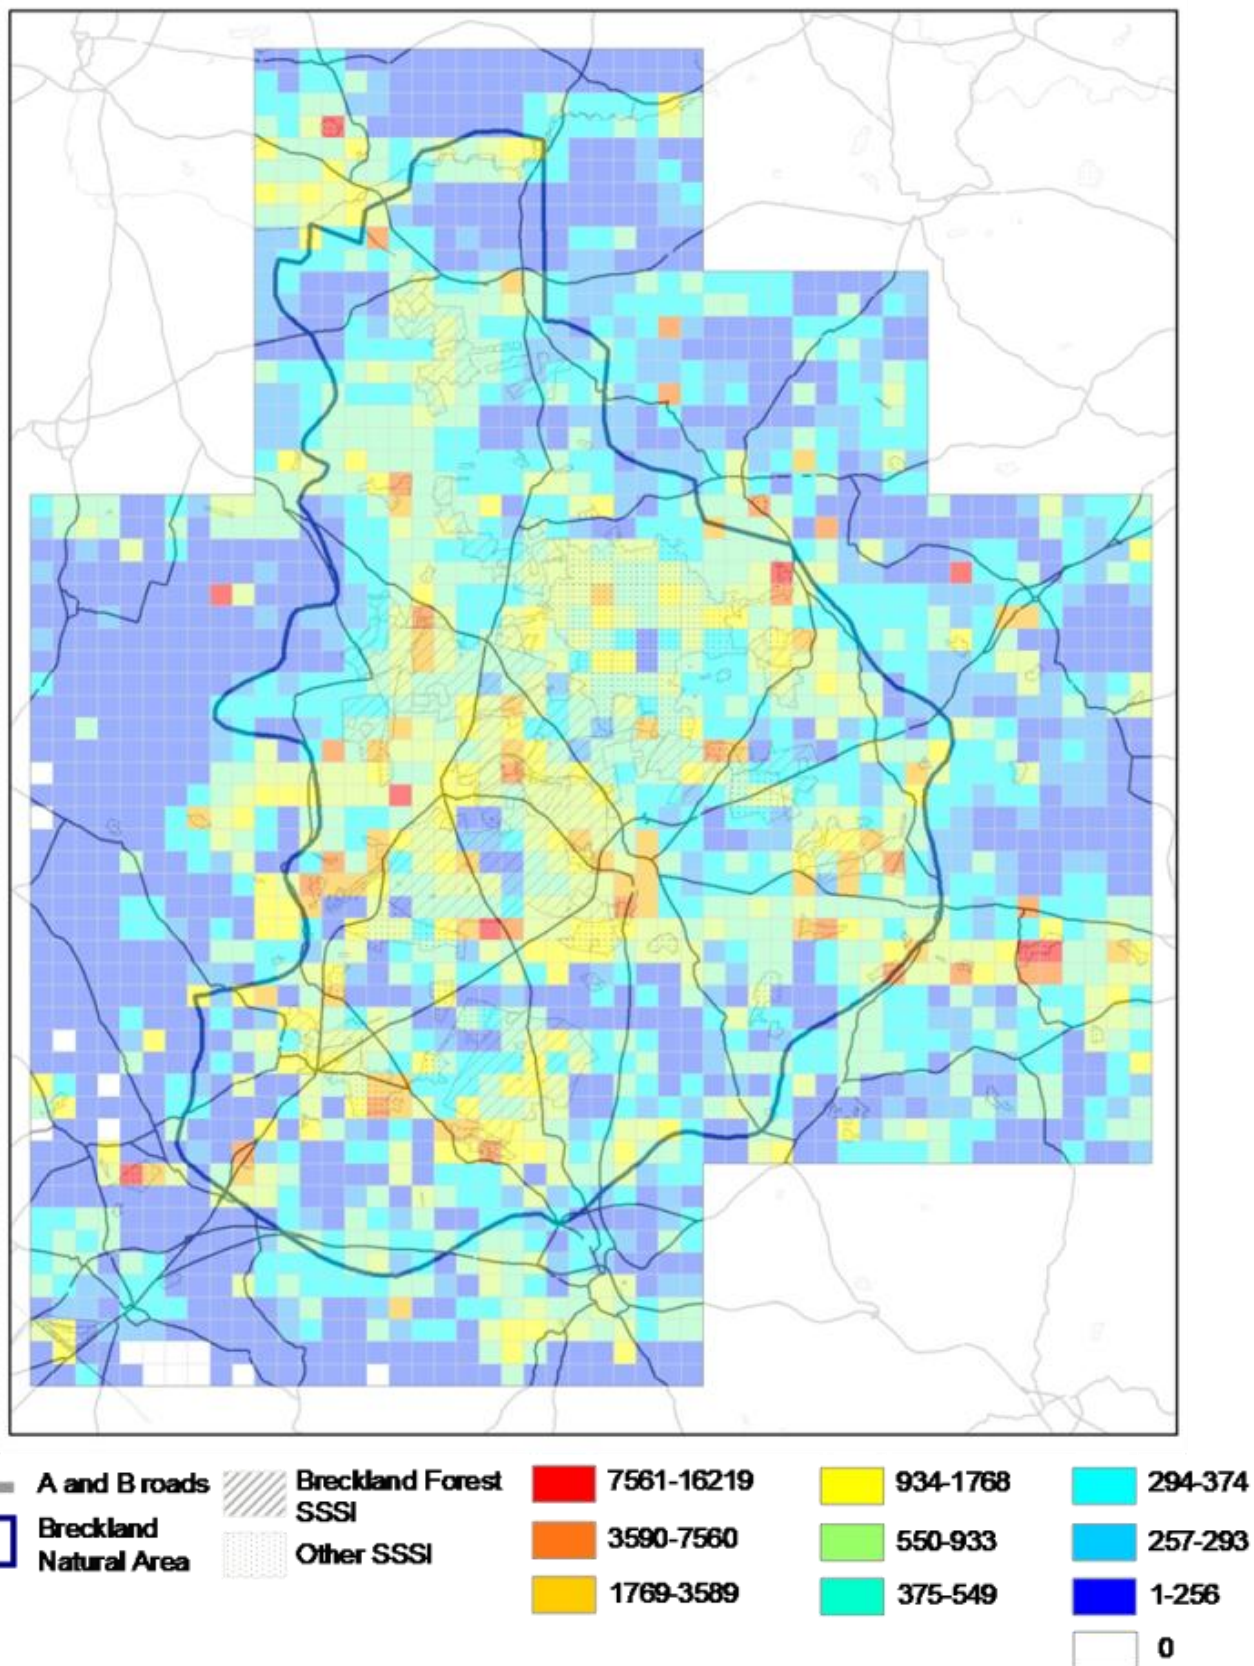 A and B roads
Breckland
Natural Area
Breckland Forest
SSSI
Other SSSI
7561-16219
3590-7560
1769-3589
934-1768
550-933
375-549
294-374
257-293
1-256
0